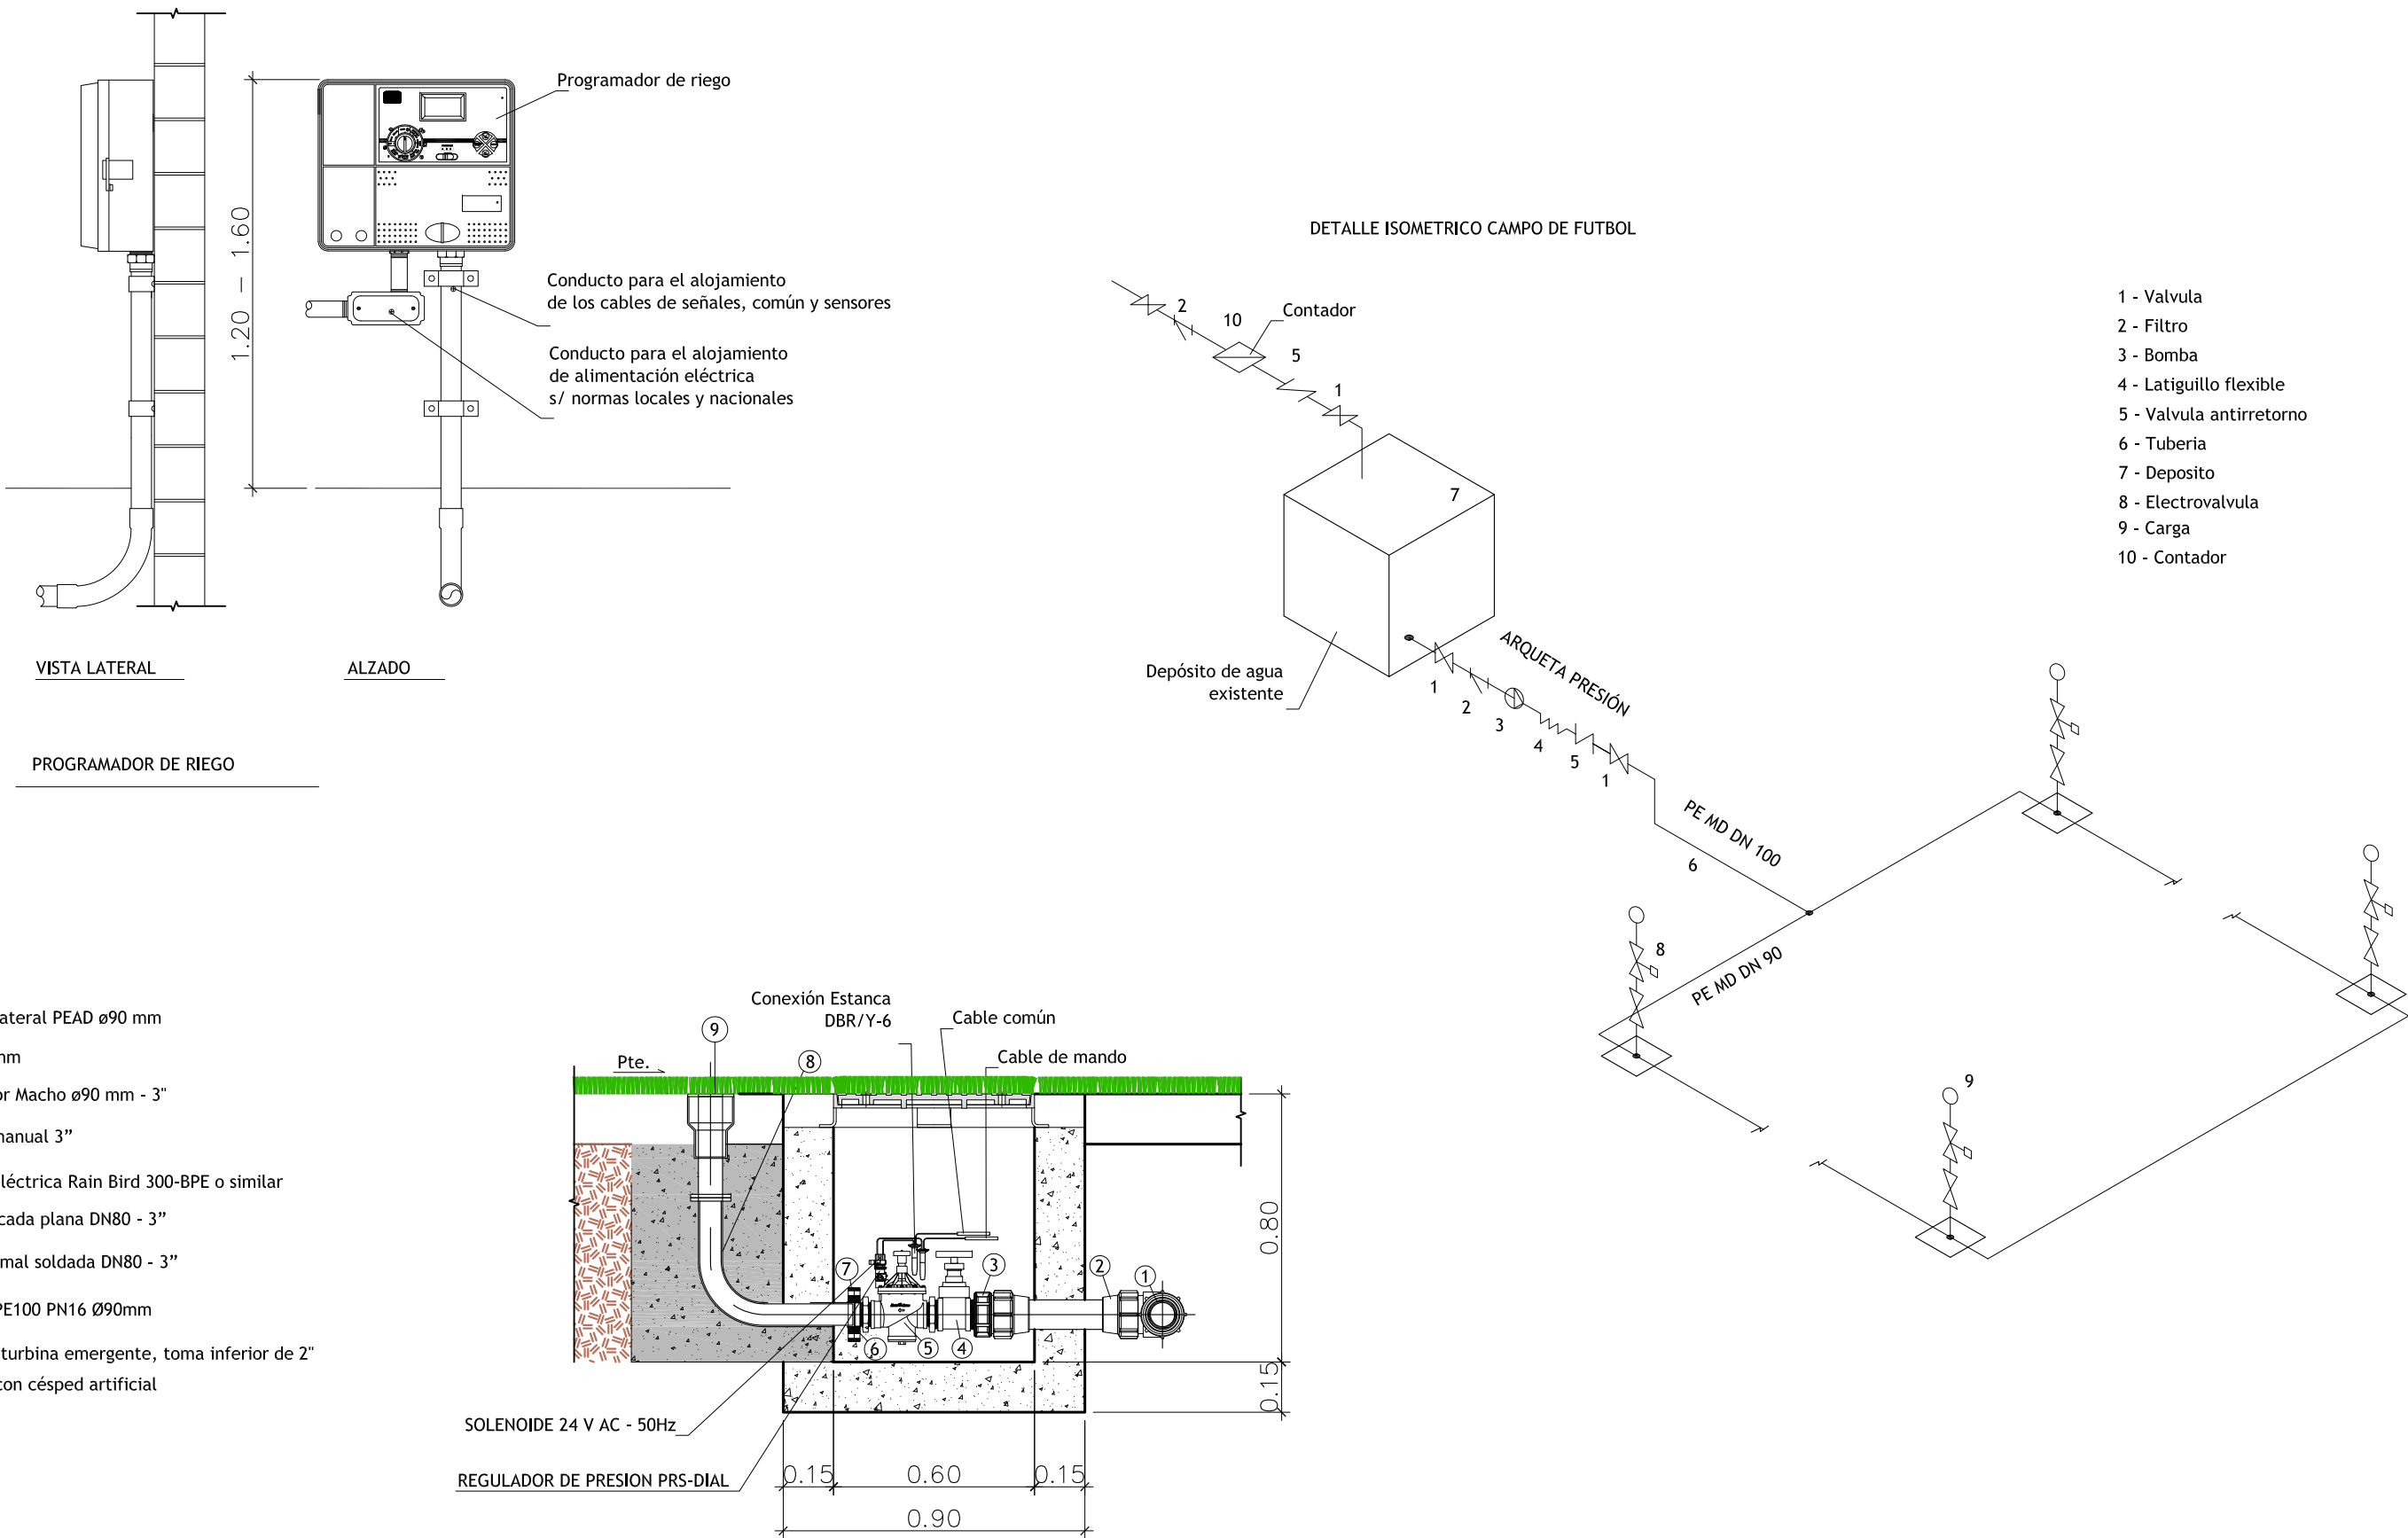 Programador de riego
1.20 - 1.60
Conducto para el alojamiento
de los cables de señales, común y sensores
Conducto para el alojamiento
de alimentación eléctrica
s/ normas locales y nacionales
VISTA LATERAL
ALZADO
PROGRAMADOR DE RIEGO
DETALLE ISOMETRICO CAMPO DE FUTBOL
2
10
Contador
5
1
7
Depósito de agua
existente
ARQUETA PRESIÓN
1
2
3
4
5
1
PE MD DN 100
6
PE MD DN 90
8
9
1 - Valvula
2 - Filtro
3 - Bomba
4 - Latiguillo flexible
5 - Valvula antirretorno
6 - Tuberia
7 - Deposito
8 - Electrovalvula
9 - Carga
10 - Contador
ateral PEAD ø90 mm
nm
or Macho ø90 mm - 3"
nanual 3”
léctrica Rain Bird 300-BPE o similar
cada plana DN80 - 3”
mal soldada DN80 - 3”
PE100 PN16 Ø90mm
turbina emergente, toma inferior de 2"
con césped artificial
Conexión Estanca
DBR/Y-6
Cable común
Cable de mando
Pte.
9
8
7
6
5
4
3
2
1
SOLENOIDE 24 V AC - 50Hz
REGULADOR DE PRESION PRS-DIAL
0.80
0.15
0.15
0.60
0.15
0.90